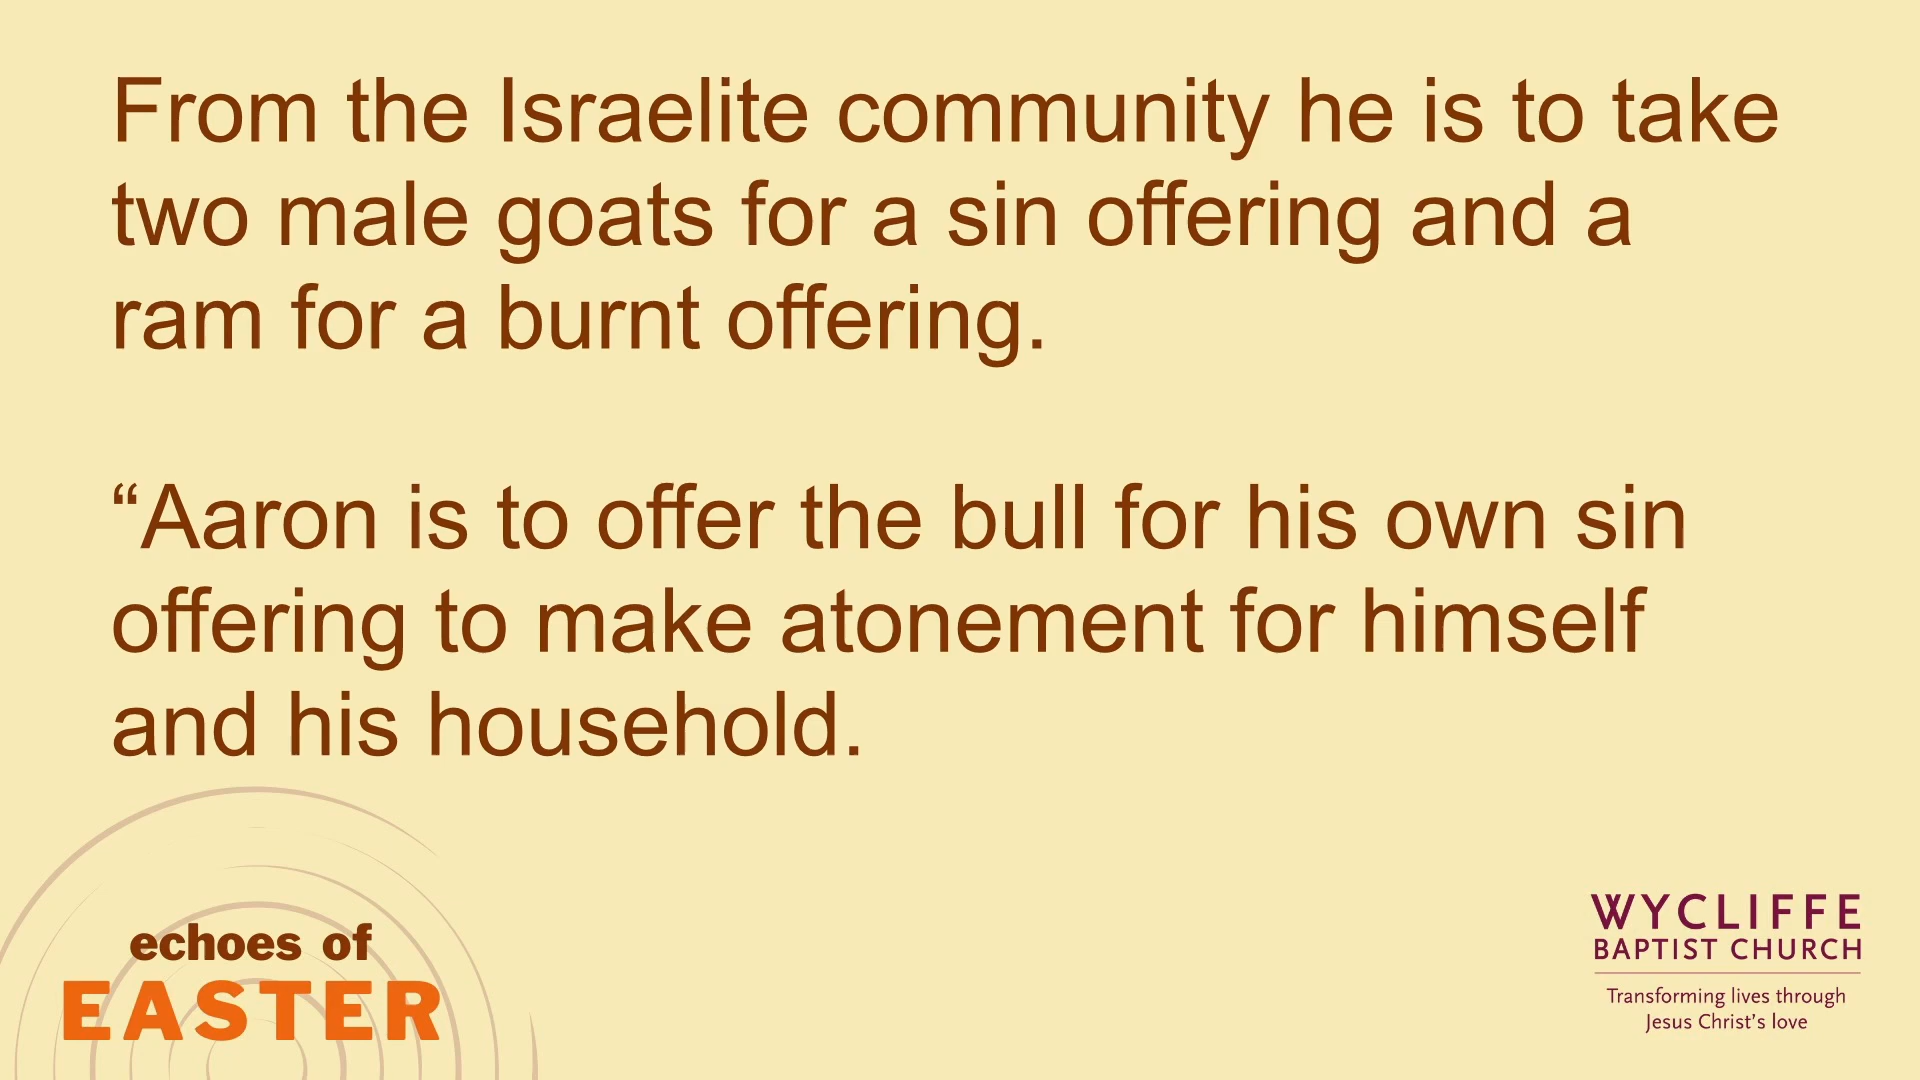 From the Israelite community he is to take
two male goats for a sin offering and a
ram for a burnt offering.
“Aaron is to offer the bull for his own sin
offering to make atonement for himself
and his household.
echoes of
EASTER
WYCLIFFE
BAPTIST CHURCH
Transforming lives through
Jesus Christ’s love